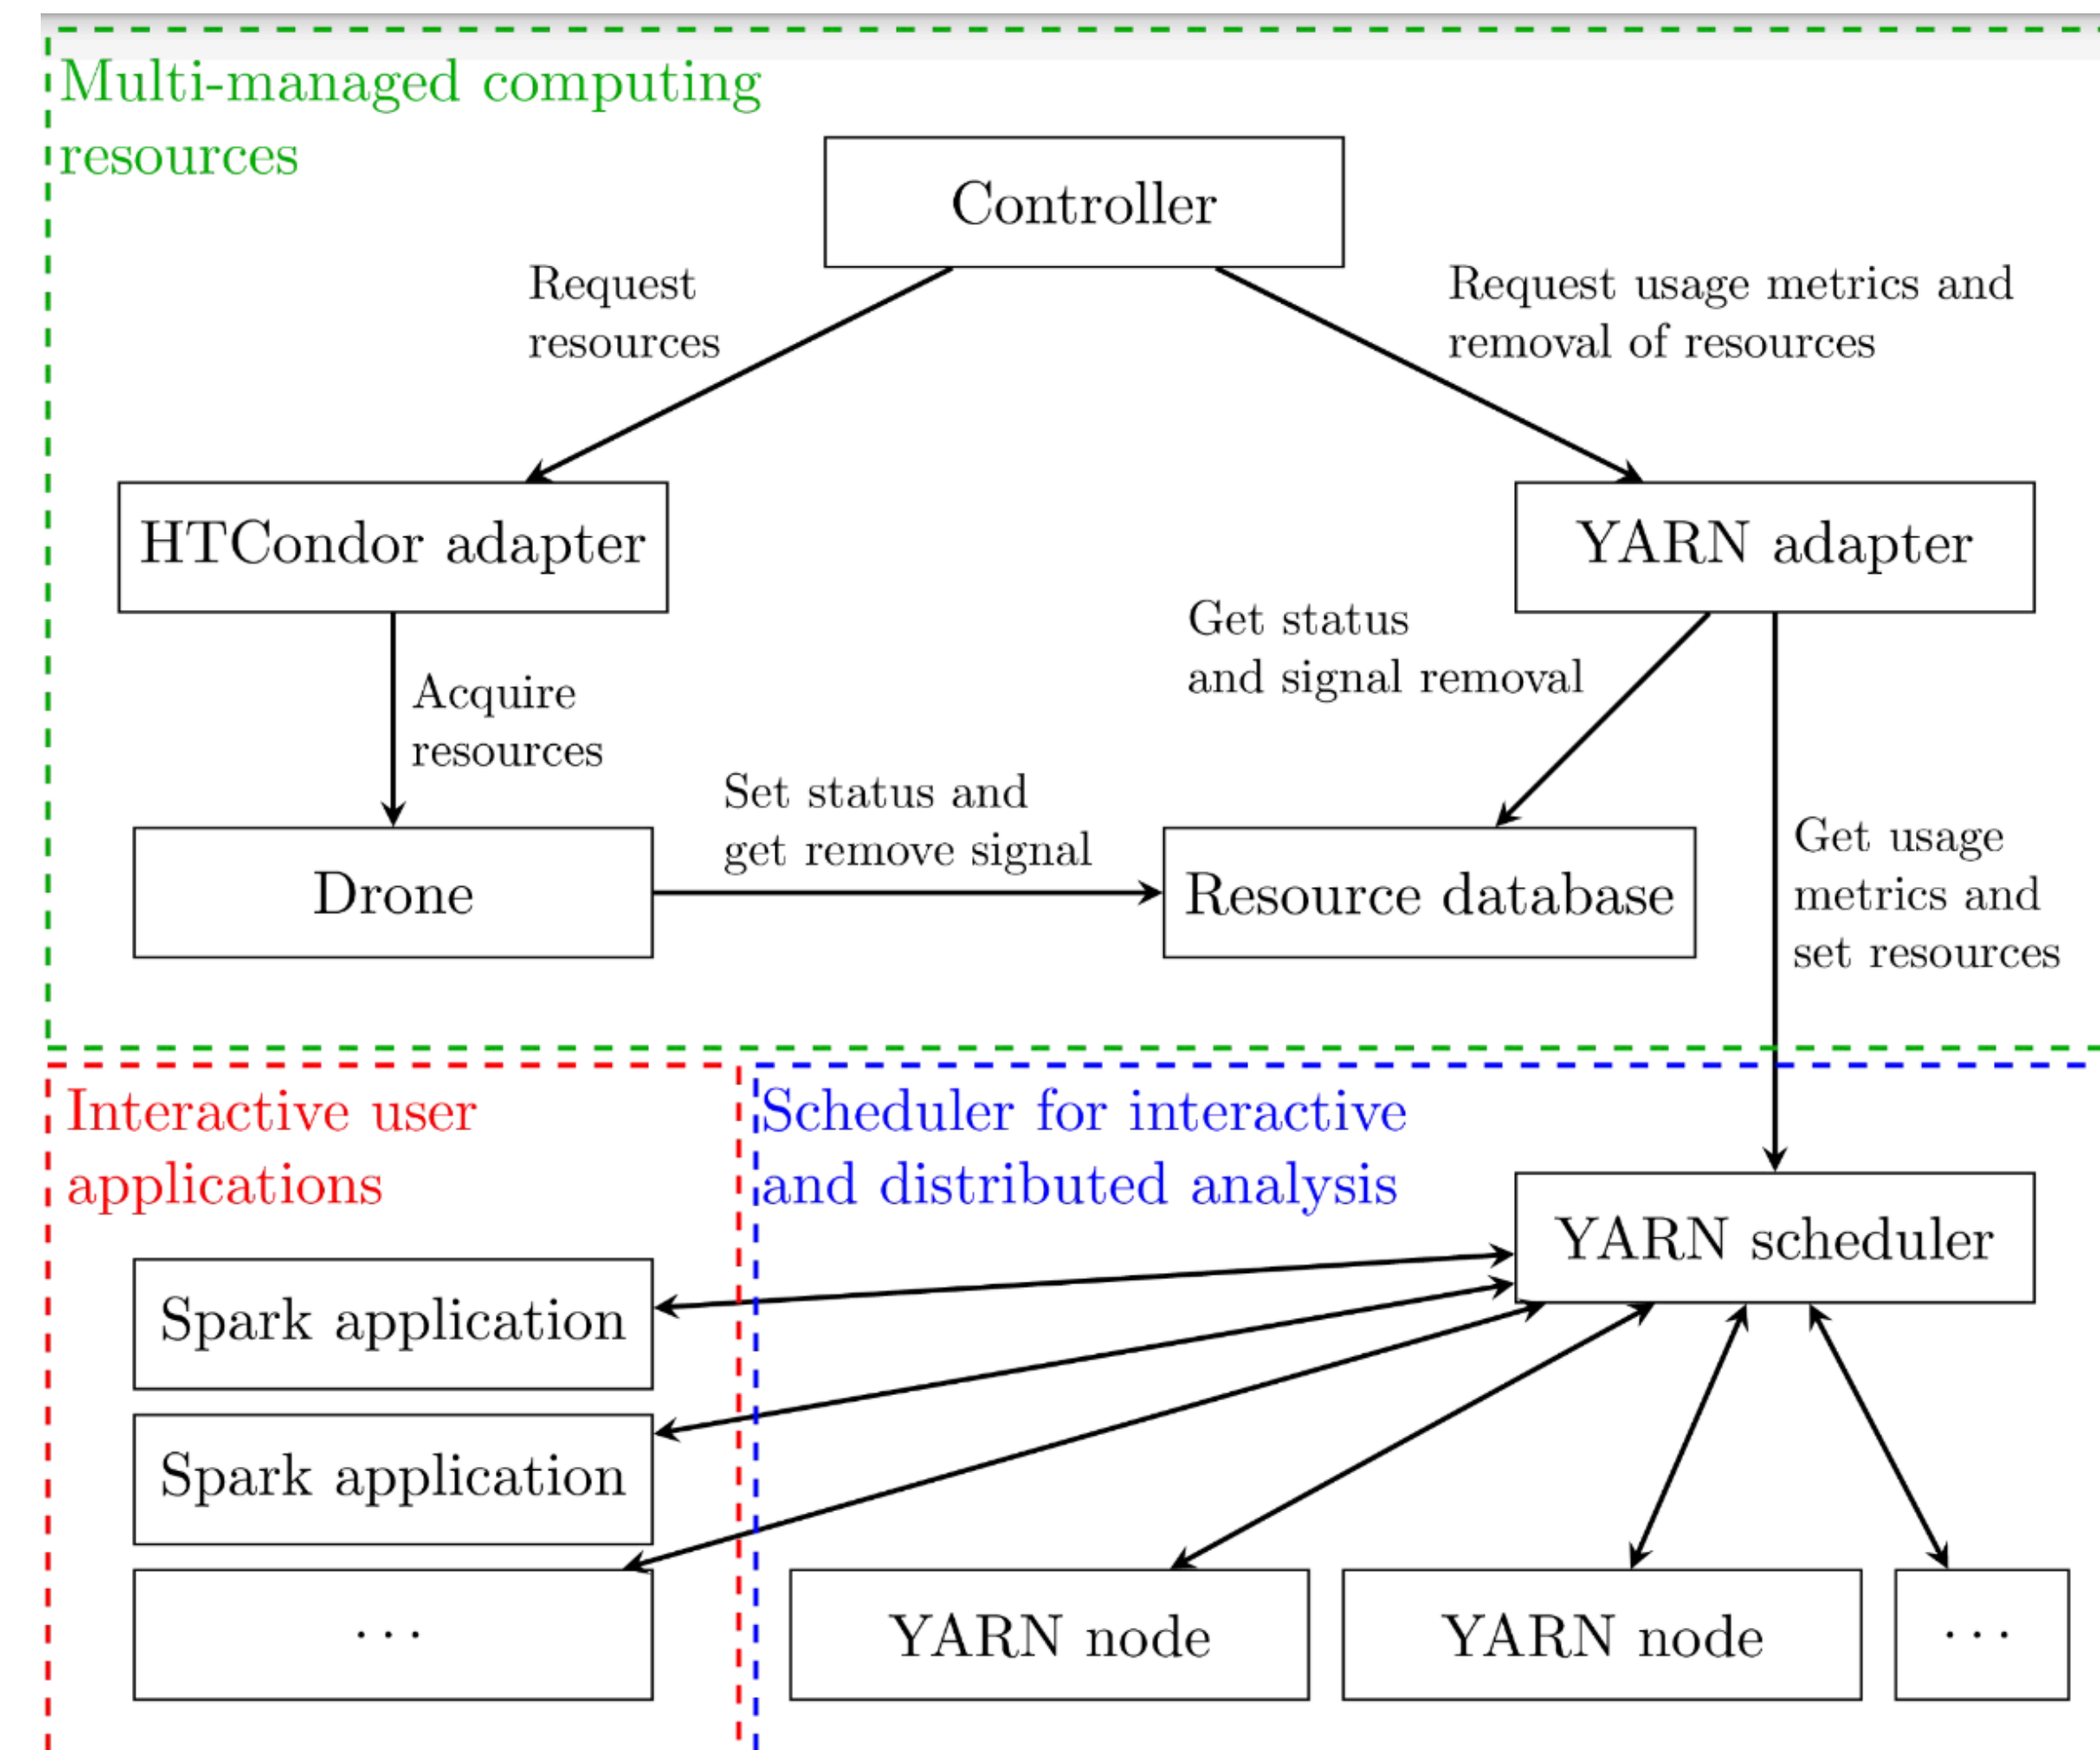 Multi-managed computing
resources
Controller
Request
resources
Request usage metrics and
removal of resources
HTCondor adapter
YARN adapter
Get status
and signal removal
Acquire
resources
Set status and
get remove signal
Get usage
metrics and
set resources
Drone
Resource database
Interactive user
applications
Scheduler for interactive
and distributed analysis
YARN scheduler
Spark application
Spark application
...
YARN node
YARN node
...